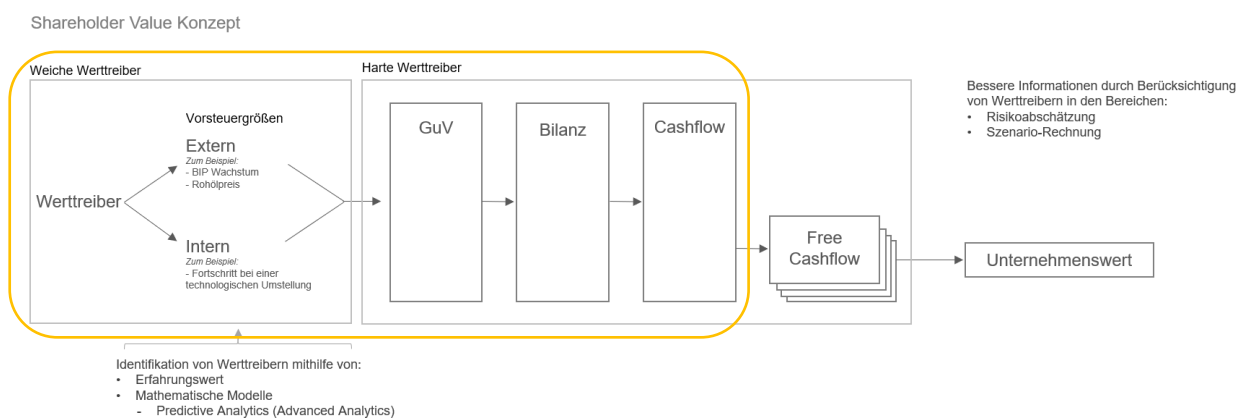 Shareholder Value Konzept
Weiche Werttreiber
Harte Werttreiber
Vorsteuergrößen
Extern
Zum Beispiel:
- BIP Wachstum
- Rohölpreis
Werttreiber
Intern
Zum Beispiel:
- Fortschritt bei einer
technologischen Umstellung
GuV
Bilanz
Cashflow
Free
Cashflow
Unternehmenswert
Bessere Informationen durch Berücksichtigung
von Werttreibern in den Bereichen:
• Risikoabschätzung
• Szenario-Rechnung
Identifikation von Werttreibern mithilfe von:
• Erfahrungswert
• Mathematische Modelle
- Predictive Analytics (Advanced Analytics)